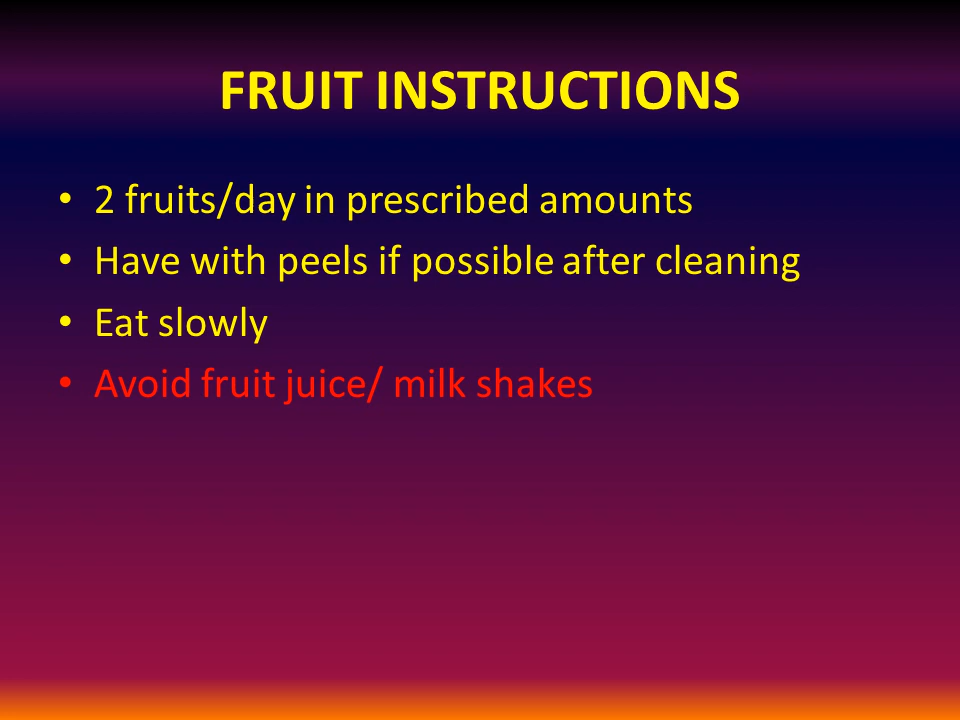 FRUIT INSTRUCTIONS
• 2 fruits/day in prescribed amounts
• Have with peels if possible after cleaning
• Eat slowly
• Avoid fruit juice/ milk shakes